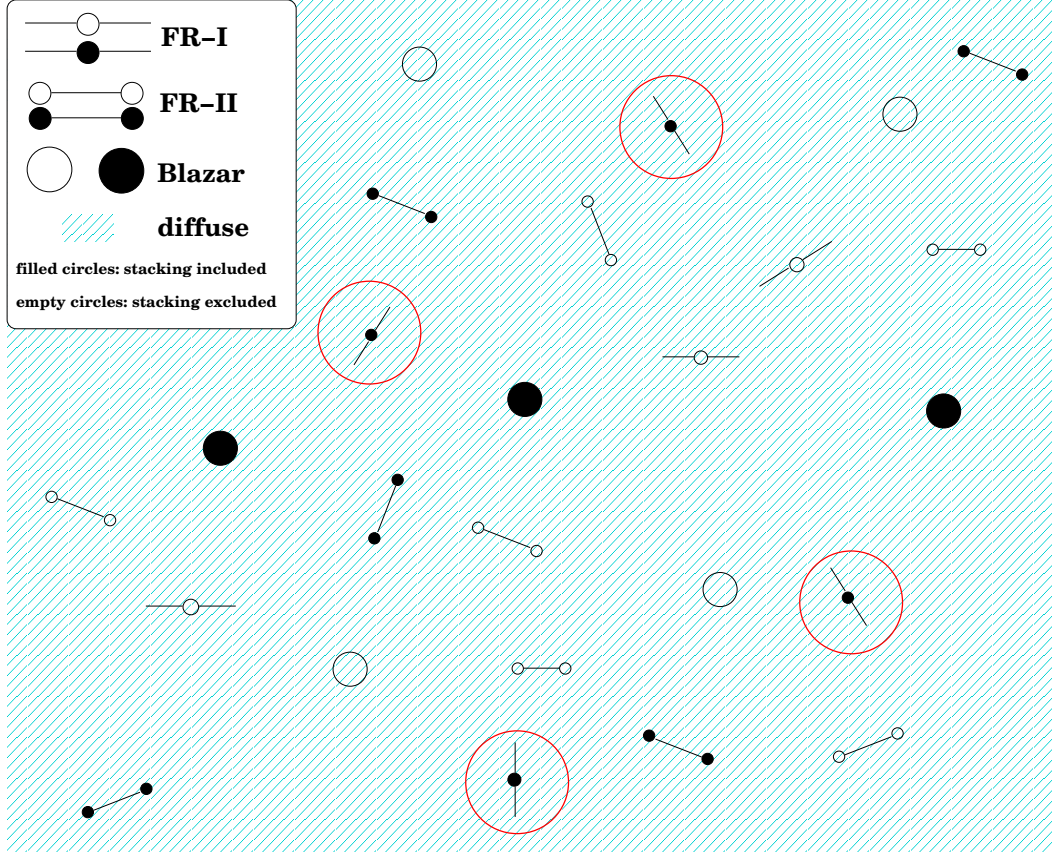 FR–I
FR–II
Blazar
diffuse
filled circles: stacking included
empty circles: stacking excluded